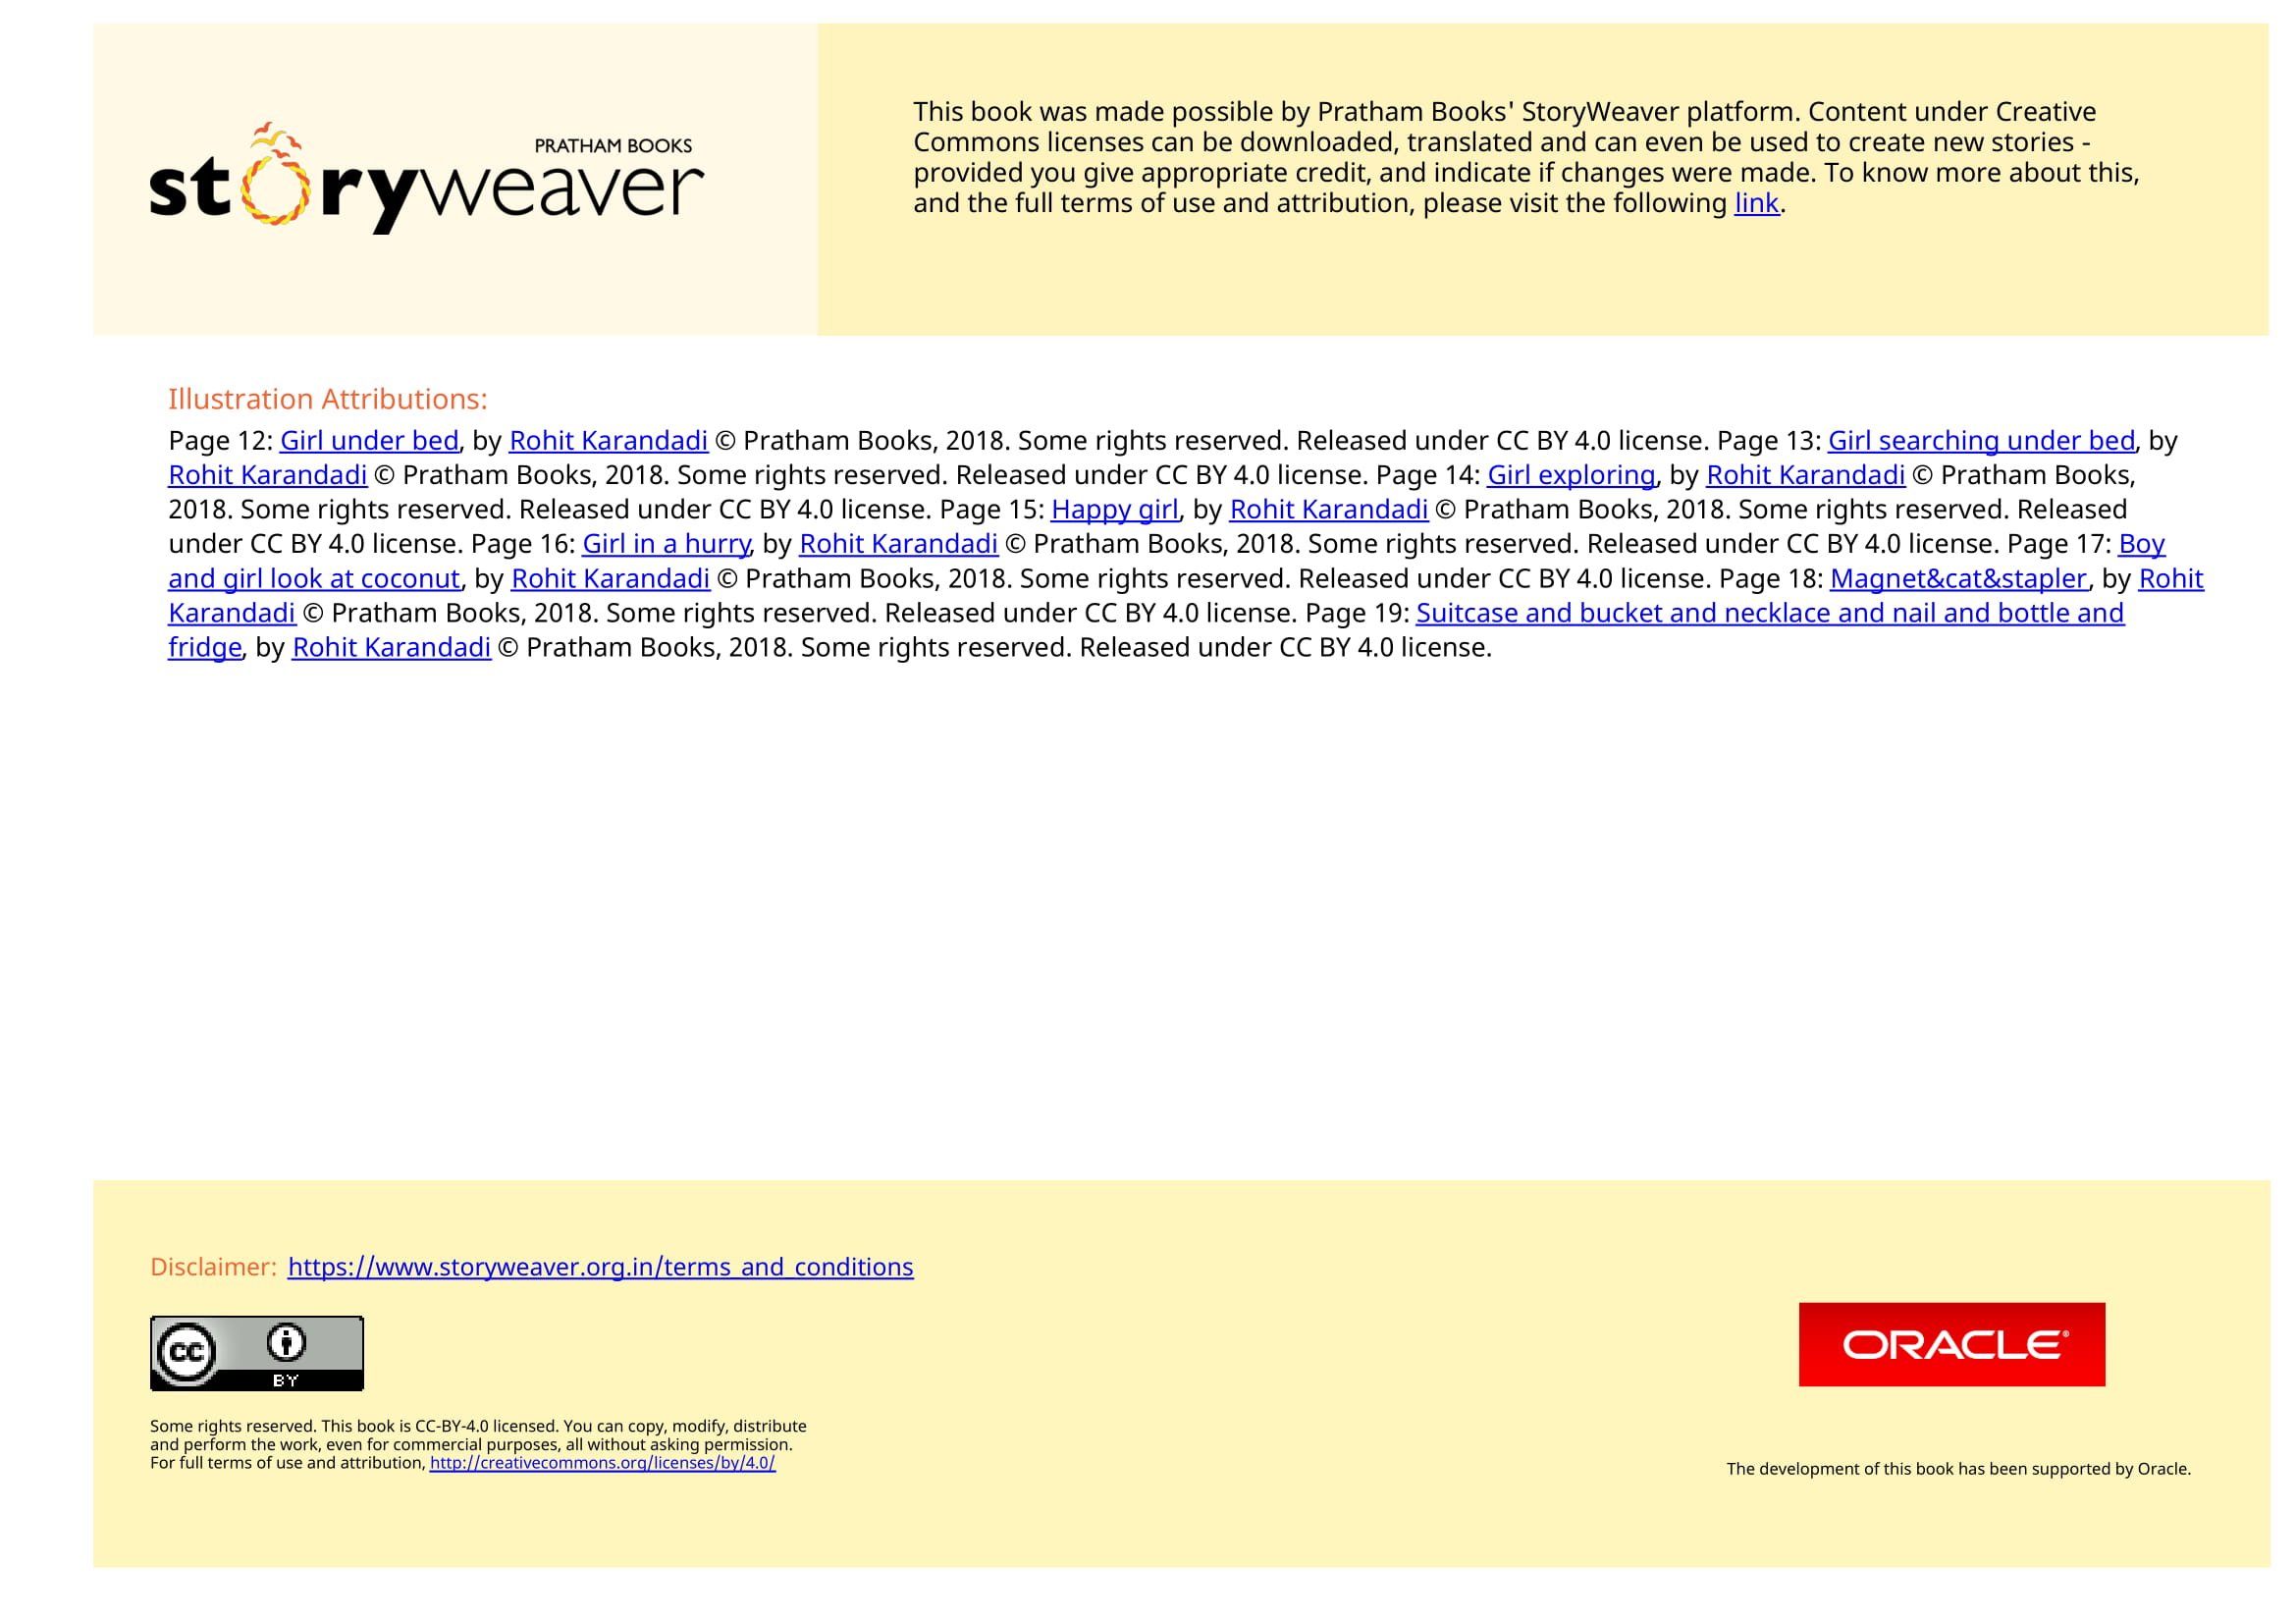 PRATHAM BOOKS
storyweaver
This book was made possible by Pratham Books' StoryWeaver platform. Content under Creative
Commons licenses can be downloaded, translated and can even be used to create new stories -
provided you give appropriate credit, and indicate if changes were made. To know more about this,
and the full terms of use and attribution, please visit the following link.
Illustration Attributions:
Page 12: Girl under bed, by Rohit Karandadi © Pratham Books, 2018. Some rights reserved. Released under CC BY 4.0 license. Page 13: Girl searching under bed, by
Rohit Karandadi © Pratham Books, 2018. Some rights reserved. Released under CC BY 4.0 license. Page 14: Girl exploring, by Rohit Karandadi © Pratham Books,
2018. Some rights reserved. Released under CC BY 4.0 license. Page 15: Happy girl, by Rohit Karandadi © Pratham Books, 2018. Some rights reserved. Released
under CC BY 4.0 license. Page 16: Girl in a hurry, by Rohit Karandadi © Pratham Books, 2018. Some rights reserved. Released under CC BY 4.0 license. Page 17: Boy
and girl look at coconut, by Rohit Karandadi © Pratham Books, 2018. Some rights reserved. Released under CC BY 4.0 license. Page 18: Magnet&cat&stapler, by Rohit
Karandadi © Pratham Books, 2018. Some rights reserved. Released under CC BY 4.0 license. Page 19: Suitcase and bucket and necklace and nail and bottle and
fridge, by Rohit Karandadi © Pratham Books, 2018. Some rights reserved. Released under CC BY 4.0 license.
Disclaimer: https://www.storyweaver.org.in/terms_and_conditions
cc
BY
Some rights reserved. This book is CC-BY-4.0 licensed. You can copy, modify, distribute
and perform the work, even for commercial purposes, all without asking permission.
For full terms of use and attribution, http://creativecommons.org/licenses/by/4.0/
ORACLE®
The development of this book has been supported by Oracle.